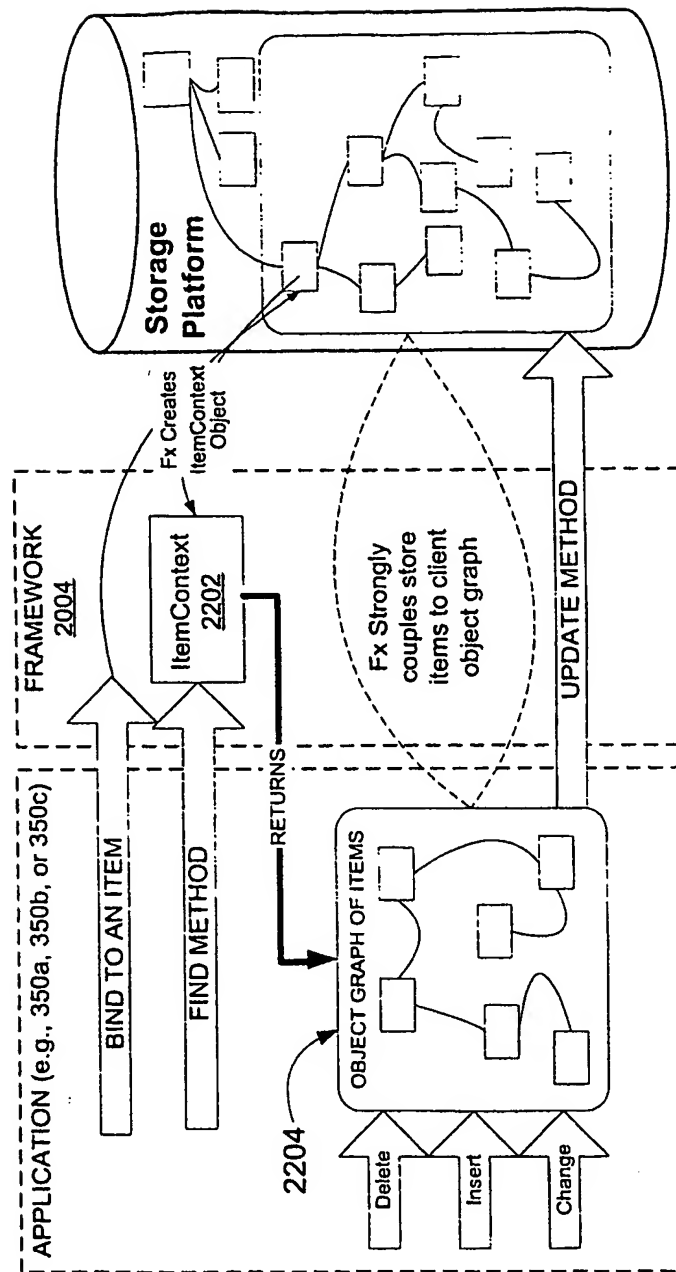 APPLICATION (e.g., 350a, 350b, or 350c)
BIND TO AN ITEM
FIND METHOD
FRAMEWORK
2004
ItemContext
2202
Fx Creates
ItemContext
Object
Storage
Platform
RETURNS
2204
OBJECT GRAPH OF ITEMS
Delete
Insert
Change
Fx Strongly
couples store
items to client
object graph
UPDATE METHOD